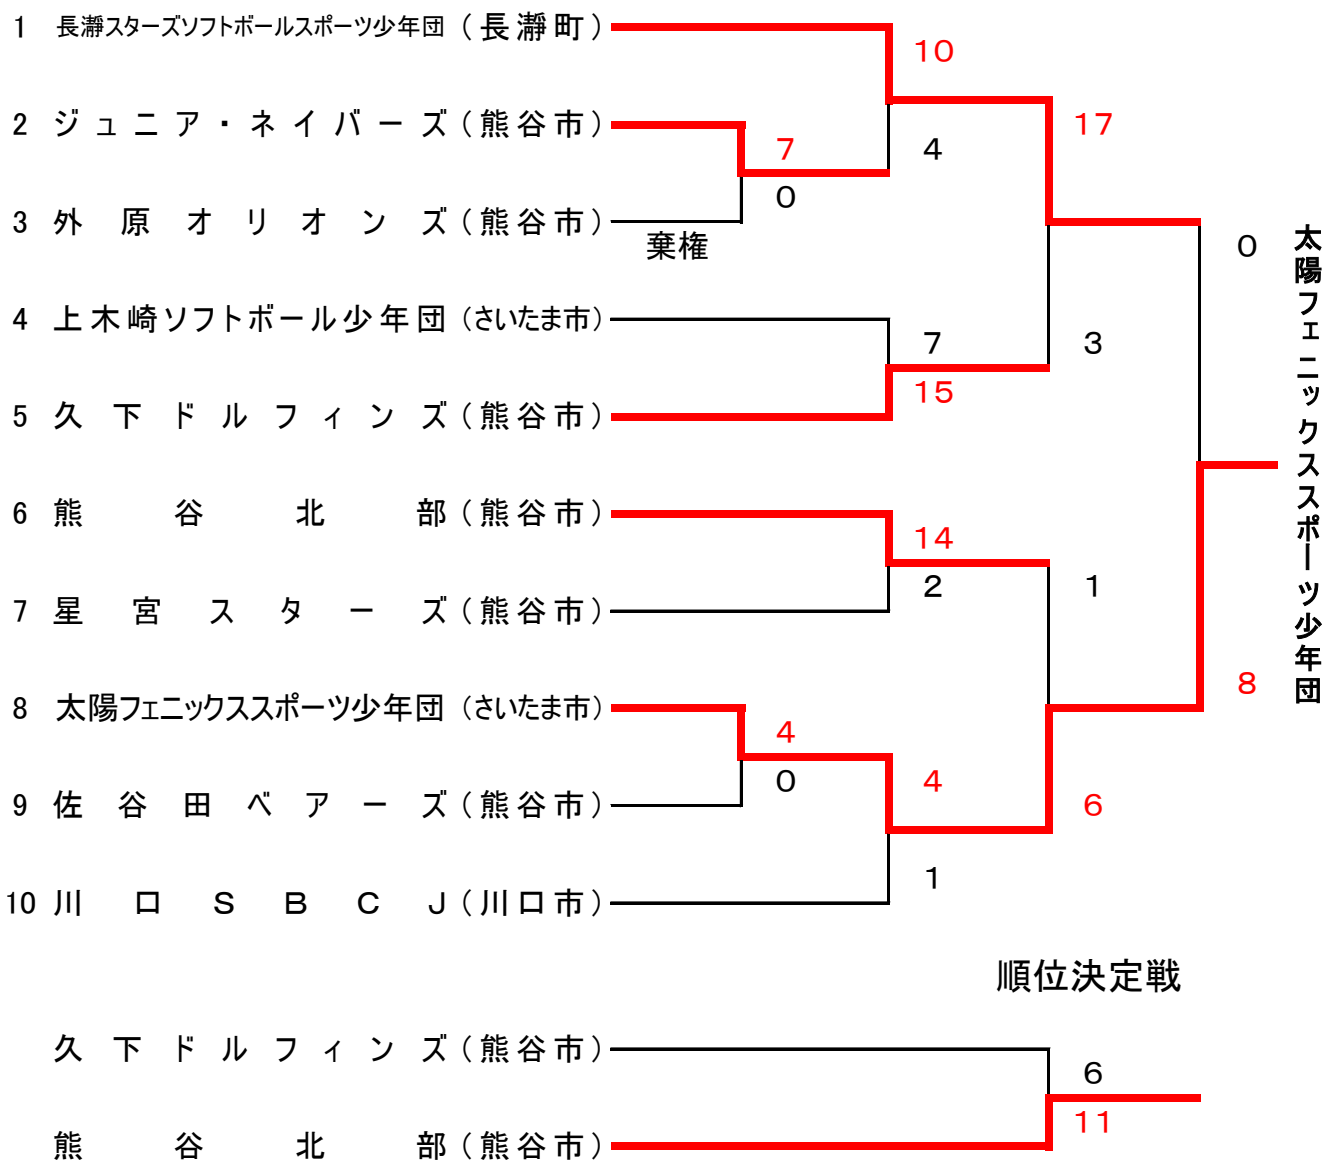 1 長瀞スターズソフトボールスポーツ少年団 (長瀞町)
10
2 ジュニア・ネイバーズ (熊谷市)
17
7
4
0
3 外原オリオンズ (熊谷市)
棄権
0
太陽フェニックススポーツ少年団
4 上木崎ソフトボール少年団 (さいたま市)
7
3
15
5 久下ドルフィンズ (熊谷市)
6 熊谷北部 (熊谷市)
14
2
1
7 星宮スターズ (熊谷市)
8
8 太陽フェニックススポーツ少年団 (さいたま市)
4
0
4
6
9 佐谷田ベアーズ (熊谷市)
1
10 川口SBCJ (川口市)
順位決定戦
久下ドルフィンズ (熊谷市)
6
11
熊谷北部 (熊谷市)